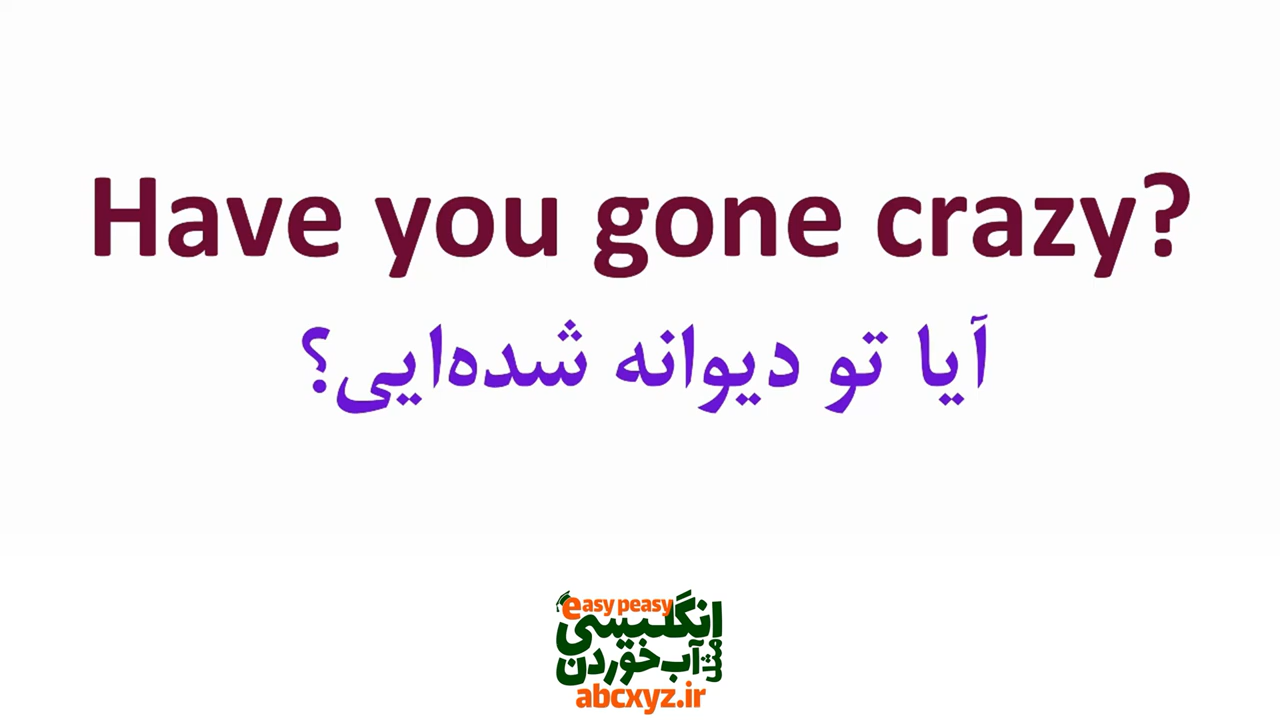 Have you gone crazy?
آیا تو دیوانه شده‌ایی؟
easy peasy
انگلیسی
مثل آب خوردن
abcxyz.ir